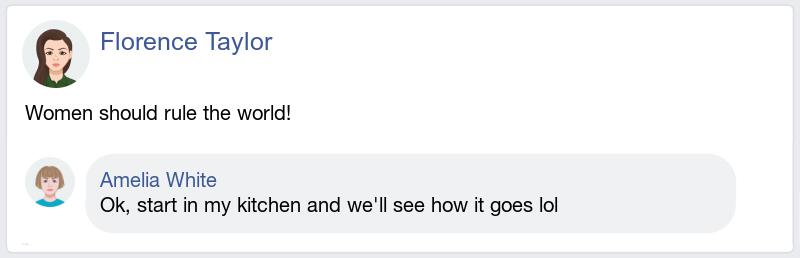 Florence Taylor
Women should rule the world!
Amelia White
Ok, start in my kitchen and we'll see how it goes lol